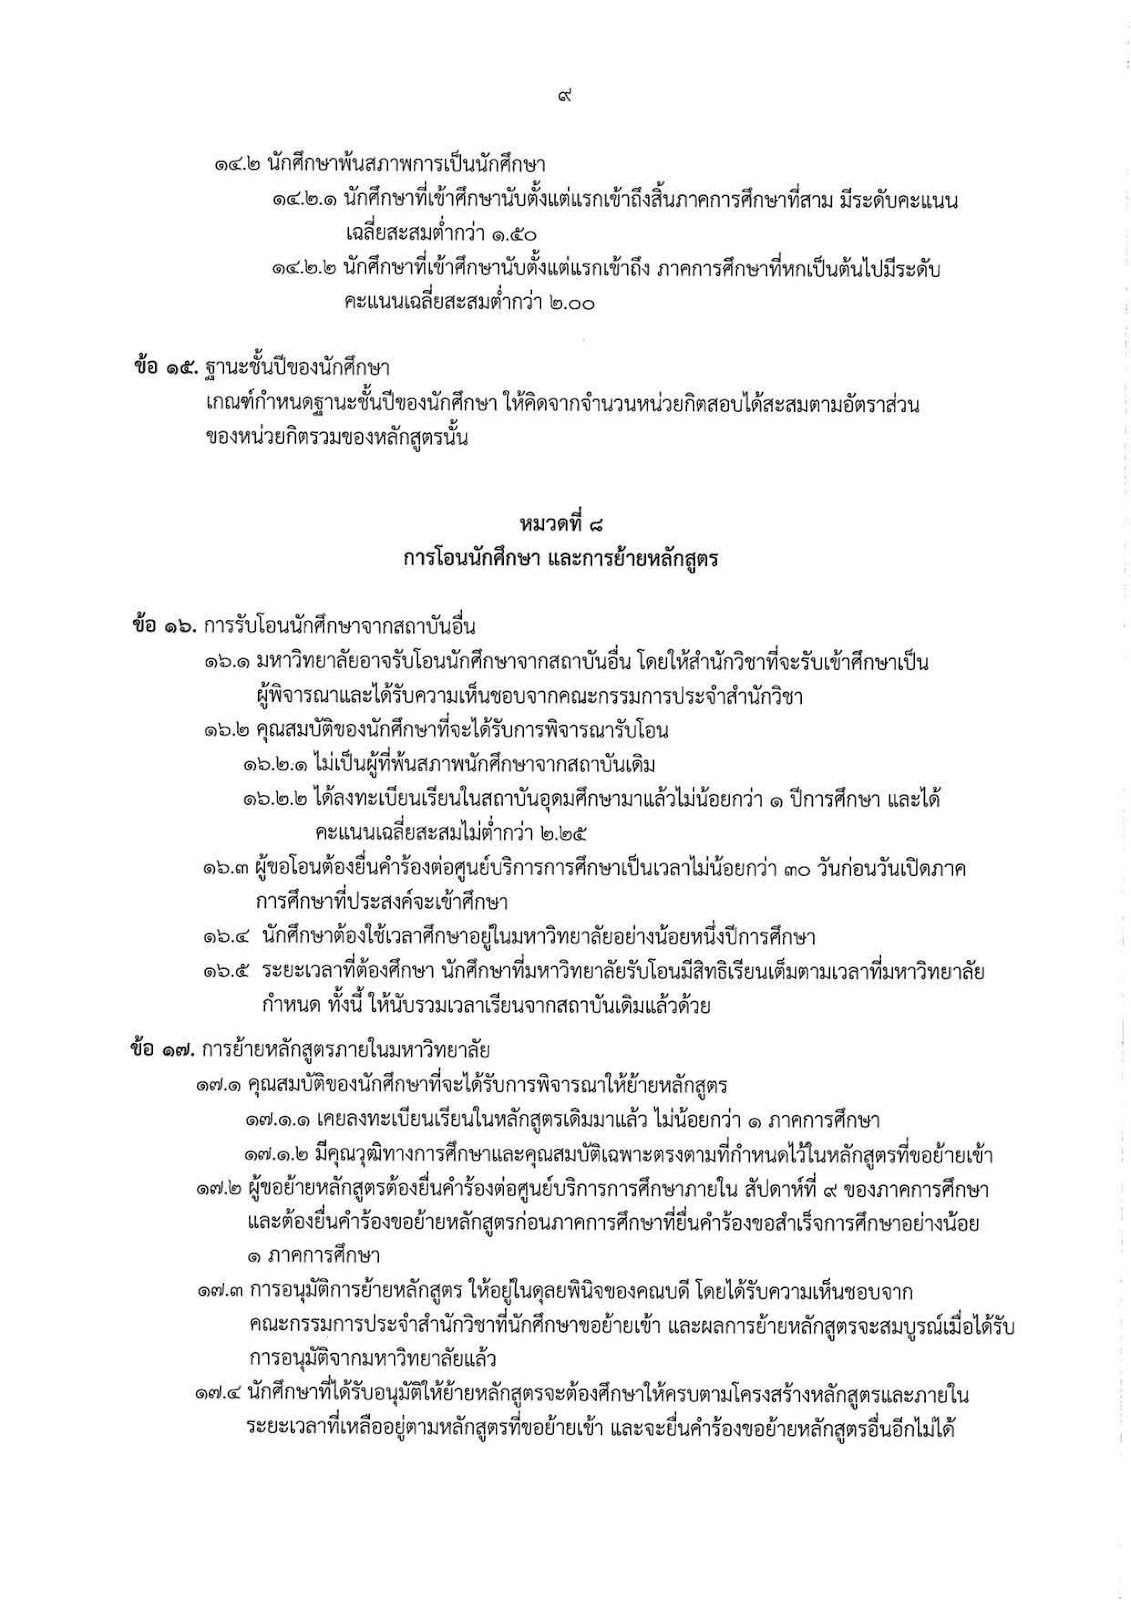 ๙
๑๔.๒ นักศึกษาพ้นสภาพการเป็นนักศึกษา
๑๔.๒.๑ นักศึกษาที่เข้าศึกษานับตั้งแต่แรกเข้าถึงสิ้นภาคการศึกษาที่สาม มีระดับคะแนน
เฉลี่ยสะสมต่ำกว่า ๑.๕๐
๑๔.๒.๒ นักศึกษาที่เข้าศึกษานับตั้งแต่แรกเข้าถึง ภาคการศึกษาที่หกเป็นต้นไปมีระดับ
คะแนนเฉลี่ยสะสมต่ำกว่า ๒.๐๐
ข้อ ๑๕. ฐานะชั้นปีของนักศึกษา
เกณฑ์กำหนดฐานะชั้นปีของนักศึกษา ให้คิดจากจำนวนหน่วยกิตสอบได้สะสมตามอัตราส่วน
ของหน่วยกิตรวมของหลักสูตรนั้น
หมวดที่ ๘
การโอนนักศึกษา และการย้ายหลักสูตร
ข้อ ๑๖. การรับโอนนักศึกษาจากสถาบันอื่น
๑๖.๑ มหาวิทยาลัยอาจรับโอนนักศึกษาจากสถาบันอื่น โดยให้สำนักวิชาที่จะรับเข้าศึกษาเป็น
ผู้พิจารณาและได้รับความเห็นชอบจากคณะกรรมการประจำสำนักวิชา
๑๖.๒ คุณสมบัติของนักศึกษาที่จะได้รับการพิจารณารับโอน
๑๖.๒.๑ ไม่เป็นผู้ที่พ้นสภาพนักศึกษาจากสถาบันเดิม
๑๖.๒.๒ ได้ลงทะเบียนเรียนในสถาบันอุดมศึกษามาแล้วไม่น้อยกว่า ๑ ปีการศึกษา และได้
คะแนนเฉลี่ยสะสมไม่ต่ำกว่า ๒.๒๕
๑๖.๓ ผู้ขอโอนต้องยื่นคำร้องต่อศูนย์บริการการศึกษาเป็นเวลาไม่น้อยกว่า ๓๐ วันก่อนวันเปิดภาค
การศึกษาที่ประสงค์จะเข้าศึกษา
๑๖.๔ นักศึกษาต้องใช้เวลาศึกษาอยู่ในมหาวิทยาลัยอย่างน้อยหนึ่งปีการศึกษา
๑๖.๕ ระยะเวลาที่ต้องศึกษา นักศึกษาที่มหาวิทยาลัยรับโอนมีสิทธิเรียนเต็มตามเวลาที่มหาวิทยาลัย
กำหนด ทั้งนี้ ให้นับรวมเวลาเรียนจากสถาบันเดิมแล้วด้วย
ข้อ ๑๗. การย้ายหลักสูตรภายในมหาวิทยาลัย
๑๗.๑ คุณสมบัติของนักศึกษาที่จะได้รับการพิจารณาให้ย้ายหลักสูตร
๑๗.๑.๑ เคยลงทะเบียนเรียนในหลักสูตรเดิมมาแล้ว ไม่น้อยกว่า ๑ ภาคการศึกษา
๑๗.๑.๒ มีคุณวุฒิทางการศึกษาและคุณสมบัติเฉพาะตรงตามที่กำหนดไว้ในหลักสูตรที่ขอย้ายเข้า
๑๗.๒ ผู้ขอย้ายหลักสูตรต้องยื่นคำร้องต่อศูนย์บริการการศึกษาภายใน สัปดาห์ที่ ๙ ของภาคการศึกษา
และต้องยื่นคำร้องขอย้ายหลักสูตรก่อนภาคการศึกษาที่ยื่นคำร้องขอสำเร็จการศึกษาอย่างน้อย
๑ ภาคการศึกษา
๑๗.๓ การอนุมัติการย้ายหลักสูตร ให้อยู่ในดุลยพินิจของคณบดี โดยได้รับความเห็นชอบจาก
คณะกรรมการประจำสำนักวิชาที่นักศึกษาขอย้ายเข้า และผลการย้ายหลักสูตรจะสมบูรณ์เมื่อได้รับ
การอนุมัติจากมหาวิทยาลัยแล้ว
๑๗.๔ นักศึกษาที่ได้รับอนุมัติให้ย้ายหลักสูตรจะต้องศึกษาให้ครบตามโครงสร้างหลักสูตรและภายใน
ระยะเวลาที่เหลืออยู่ตามหลักสูตรที่ขอย้ายเข้า และจะยื่นคำร้องขอย้ายหลักสูตรอื่นอีกไม่ได้